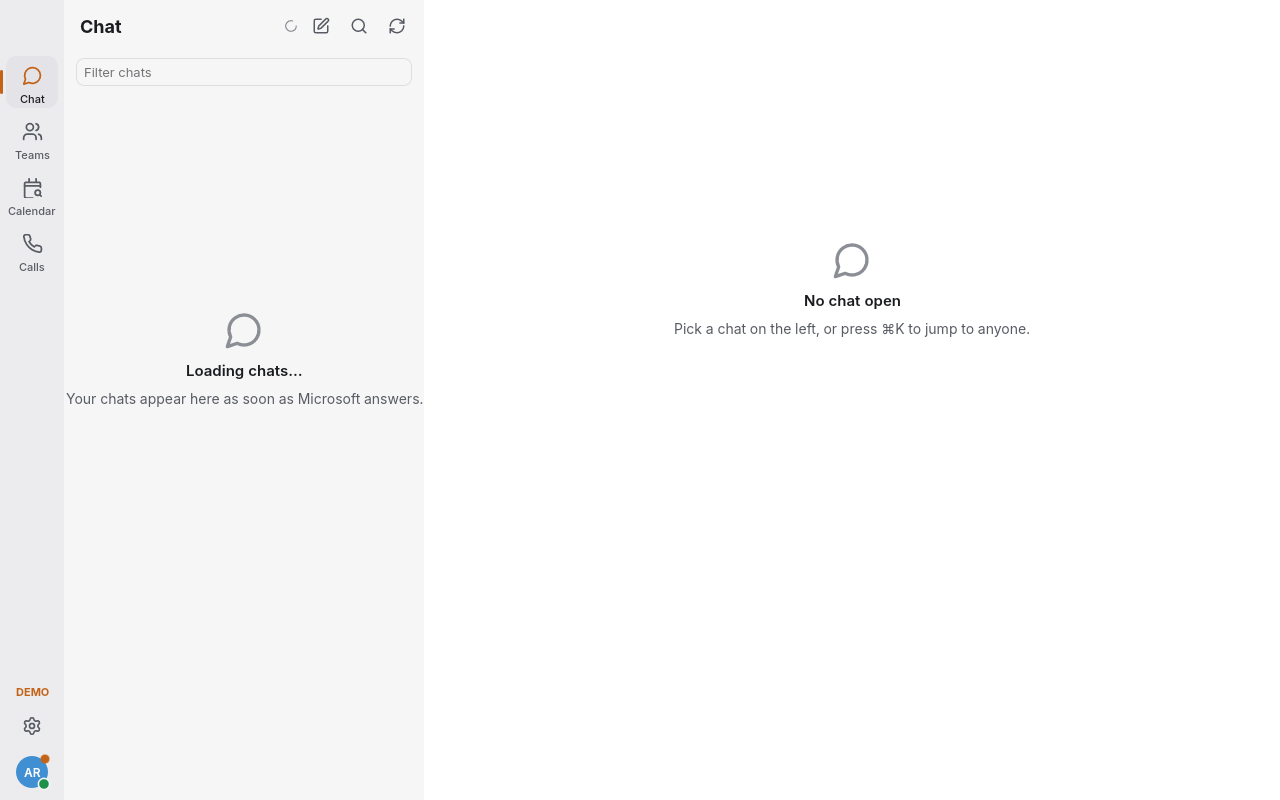 Chat
Filter chats
Chat
Teams
Calendar
Calls
Loading chats…
Your chats appear here as soon as Microsoft answers.
No chat open
Pick a chat on the left, or press ⌘K to jump to anyone.
DEMO
AR